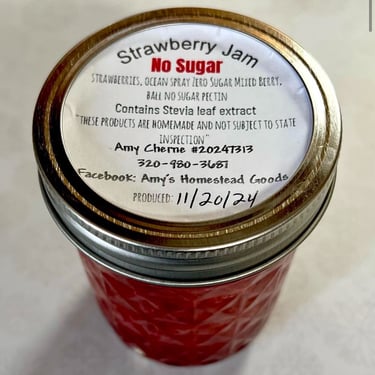 Strawberry Jam
No Sugar
STRAWBERRIES, OCEAN SPRAY ZERO SUGAR MIXED BERRY,
BALL NO SUGAR PECTIN
Contains Stevia leaf extract
"THESE PRODUCTS ARE HOMEMADE AND NOT SUBJECT TO STATE
INSPECTION"
Amy Cherne #20247313
320-980-3687
Facebook: Amy's Homestead Goods
PRODUCED: 11/20/24